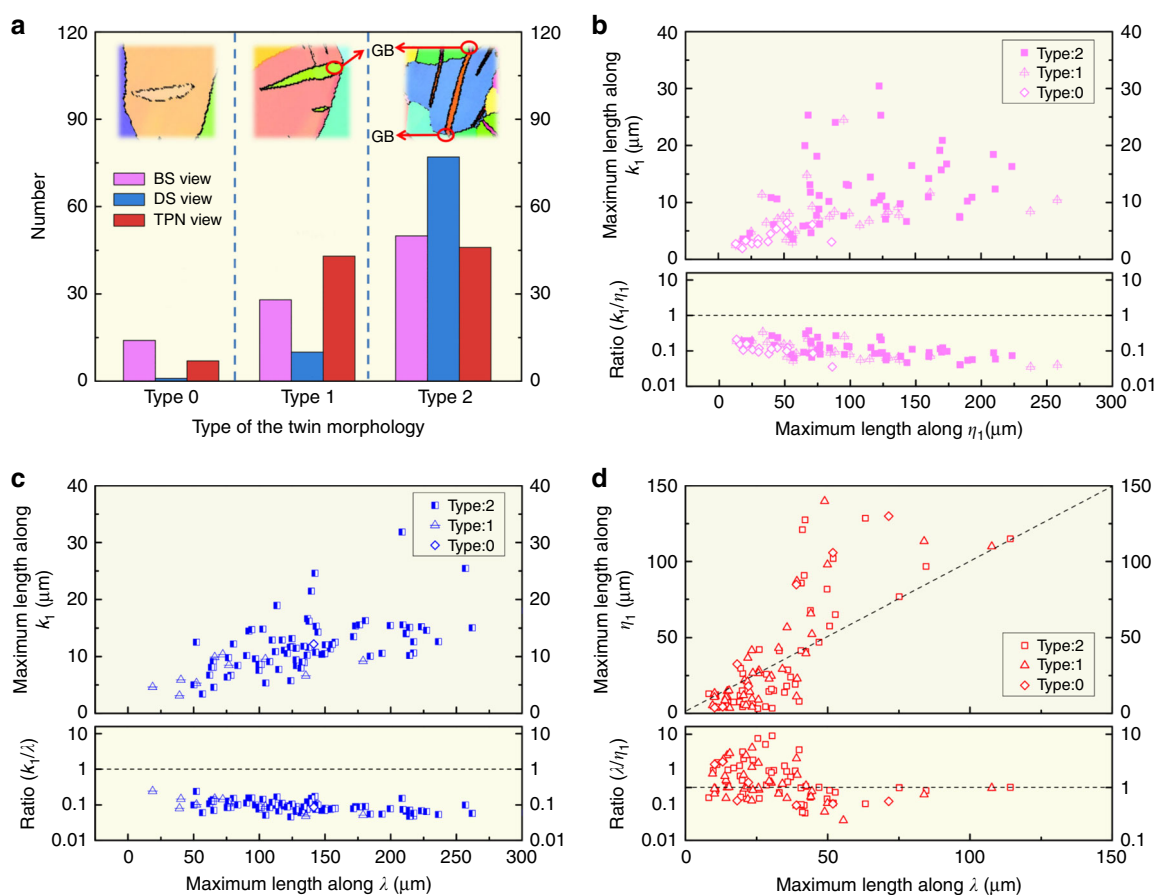 a
120
90
60
30
0
Number
120
90
60
30
0
GB
GB
BS view
DS view
TPN view
Type 0
Type 1
Type 2
Type of the twin morphology
b
40
30
20
10
0
Maximum length along
k1 (μm)
40
30
20
10
0
Type:2
Type:1
Type:0
10
1
0.1
0.01
Ratio (k1/η1)
10
1
0.1
0.01
0 50 100 150 200 250 300
Maximum length along η1(μm)
c
40
30
20
10
0
Maximum length along
k1 (μm)
40
30
20
10
0
Type:2
Type:1
Type:0
10
1
0.1
0.01
Ratio (k1/λ)
10
1
0.1
0.01
0 50 100 150 200 250 300
Maximum length along λ (μm)
d
150
100
50
0
Maximum length along
η1 (μm)
150
100
50
0
Type:2
Type:1
Type:0
10
1
0.1
0.01
Ratio (λ/η1)
10
1
0.1
0 50 100 150
Maximum length along λ (μm)